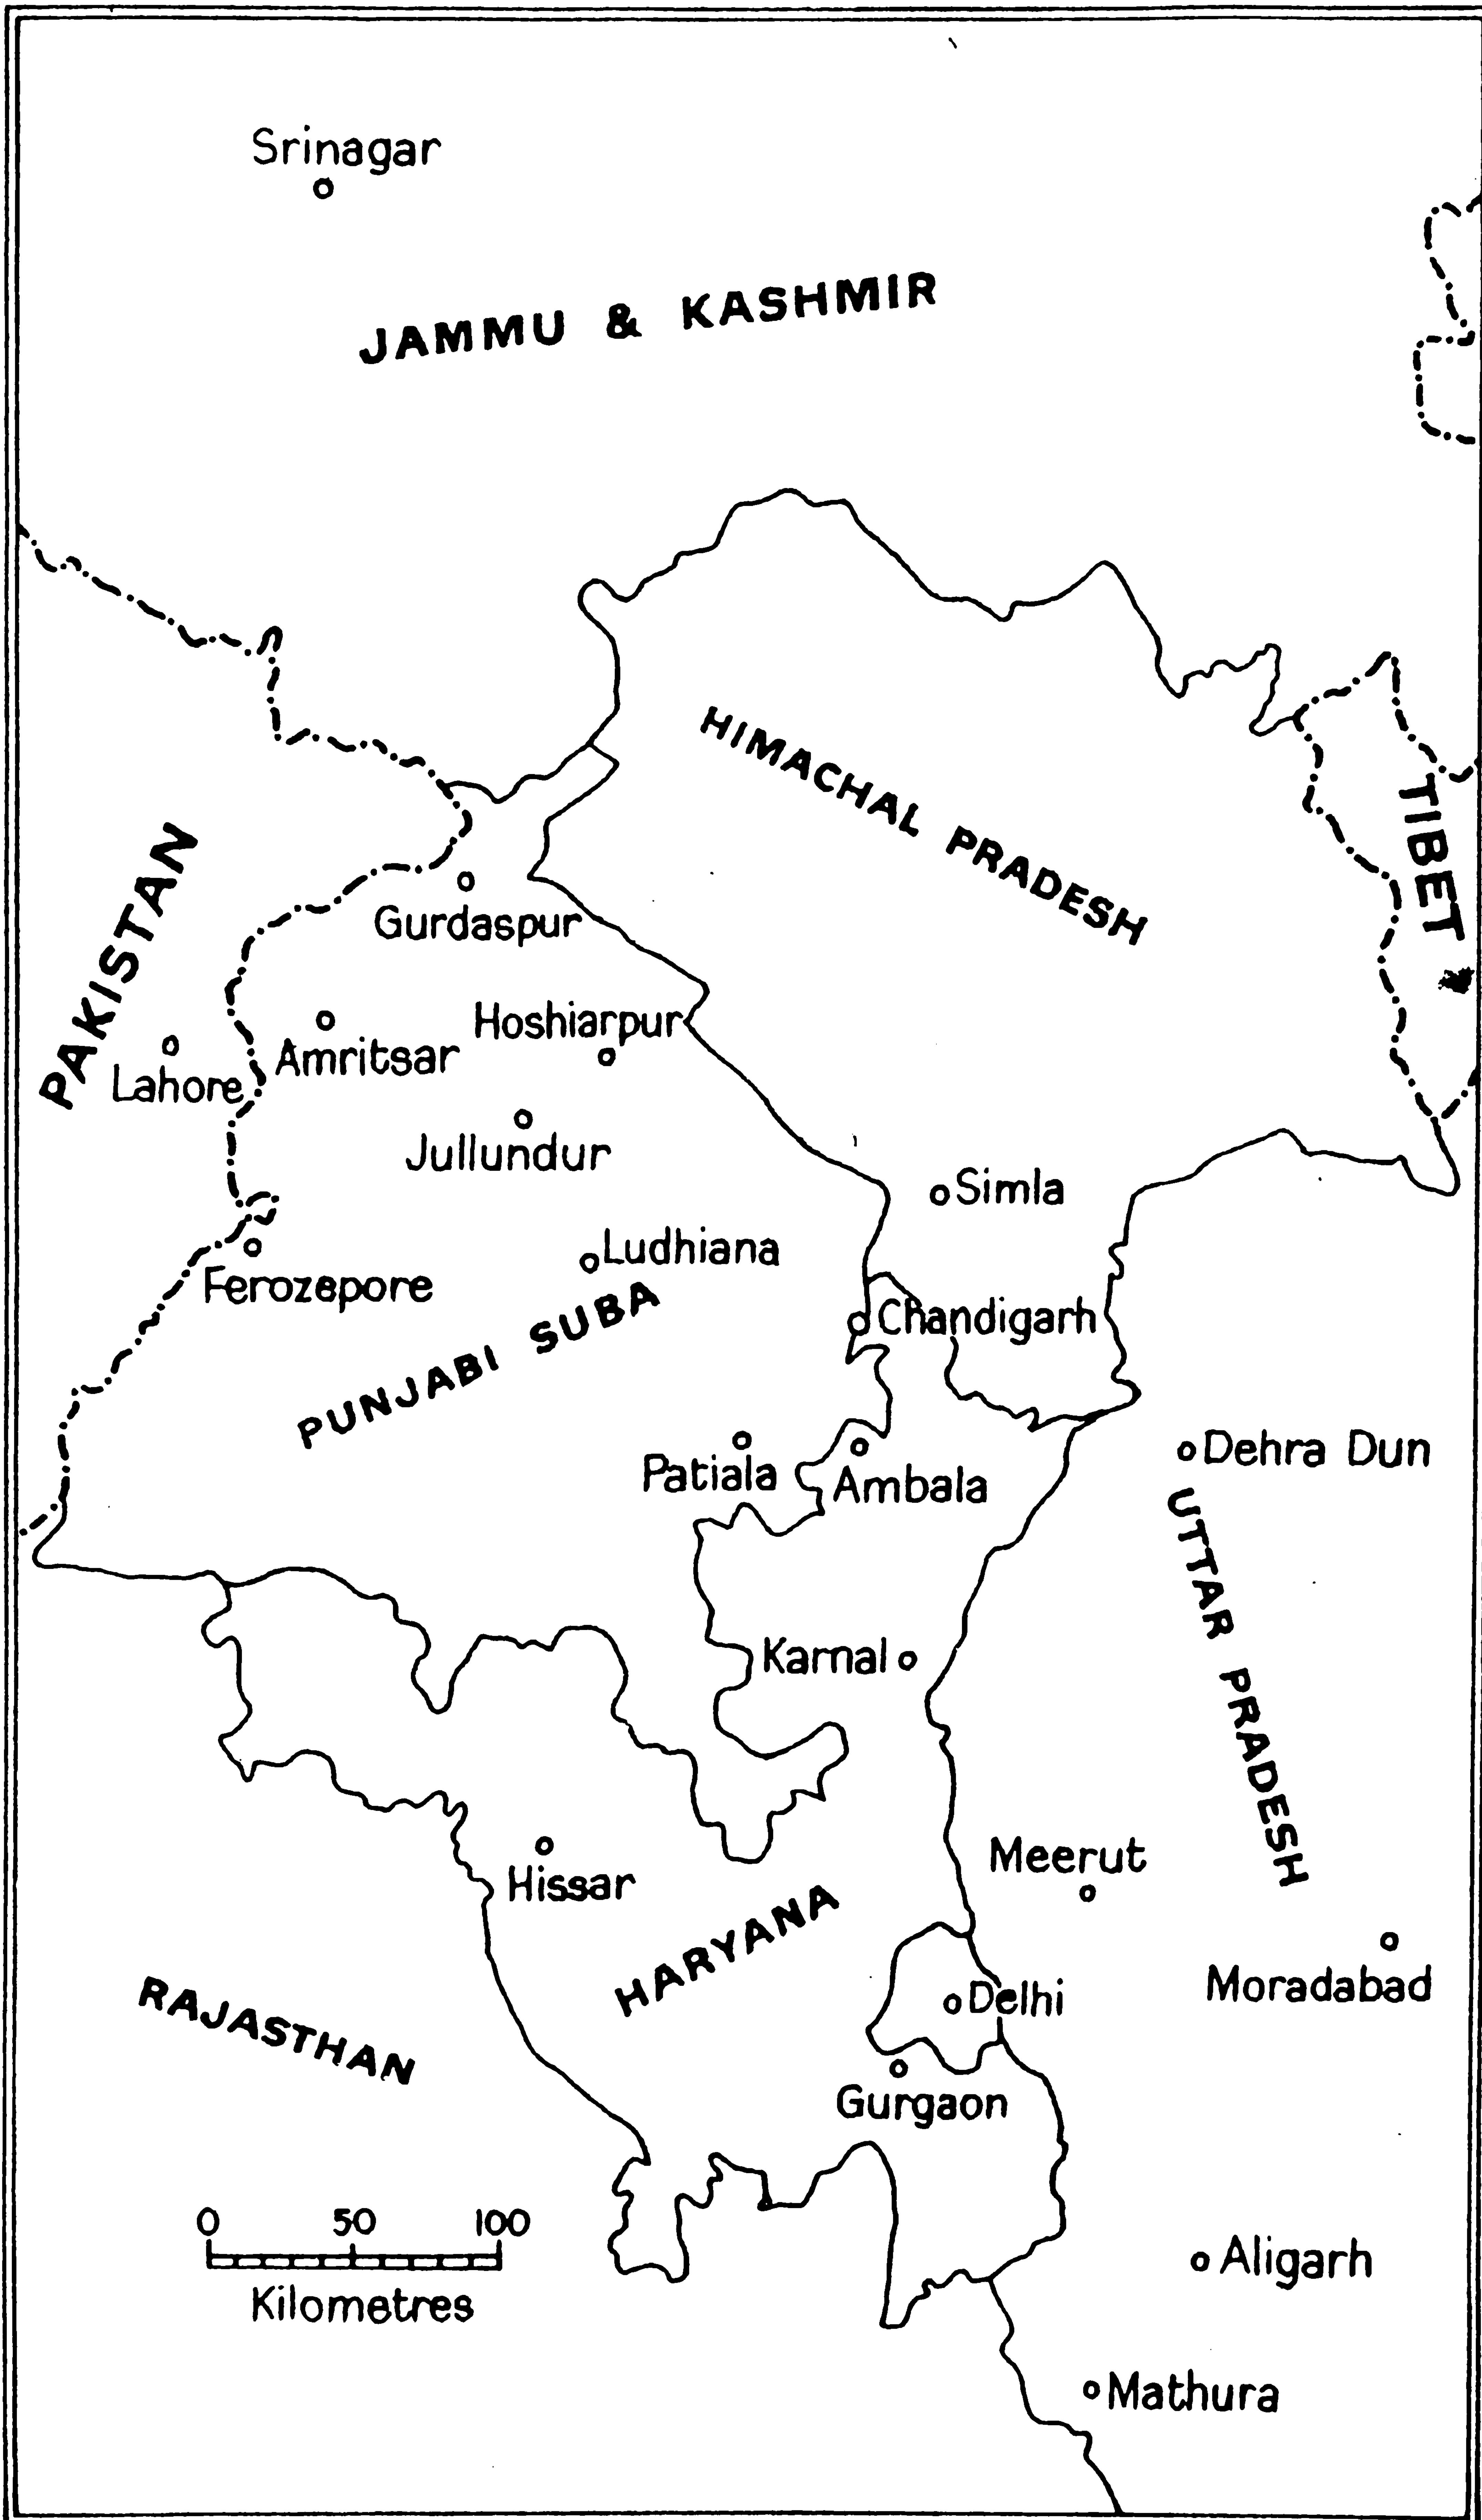 Srinagar
JAMMU & KASHMIR
HIMACHAL PRADESH
TIBET
PAKISTAN
Gurdaspur
Hoshiarpur
Amritsar
Lahore
Jullundur
Simla
Ludhiana
Ferozepore
Chandigarh
PUNJABI SUBA
Dehra Dun
Patiala
Ambala
UTTAR PRADESH
Karnal
Meerut
Hissar
HARYANA
Moradabad
Delhi
RAJASTHAN
Gurgaon
0 50 100
Kilometres
Aligarh
Mathura